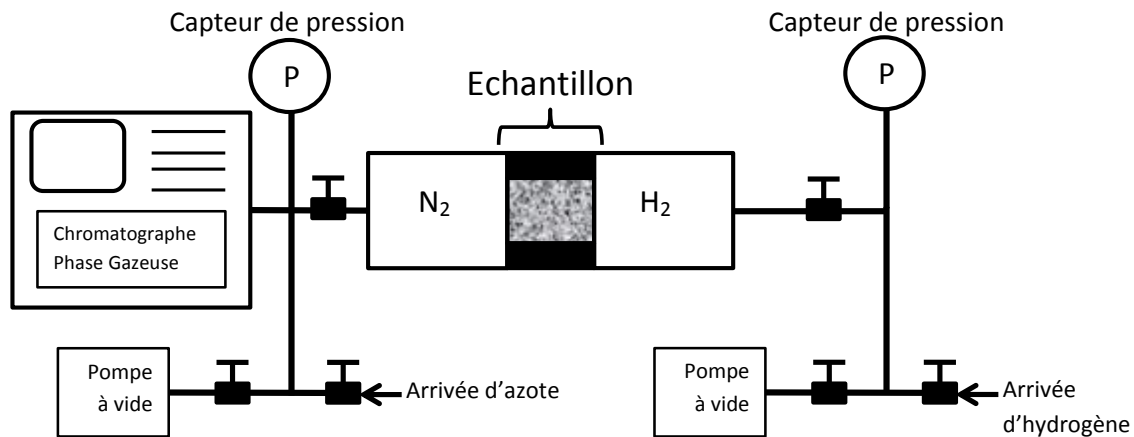 Capteur de pression
P
Capteur de pression
P
Echantillon
N₂
H₂
Chromatographe
Phase Gazeuse
Pompe
à vide
Arrivée d’azote
Pompe
à vide
Arrivée
d’hydrogène